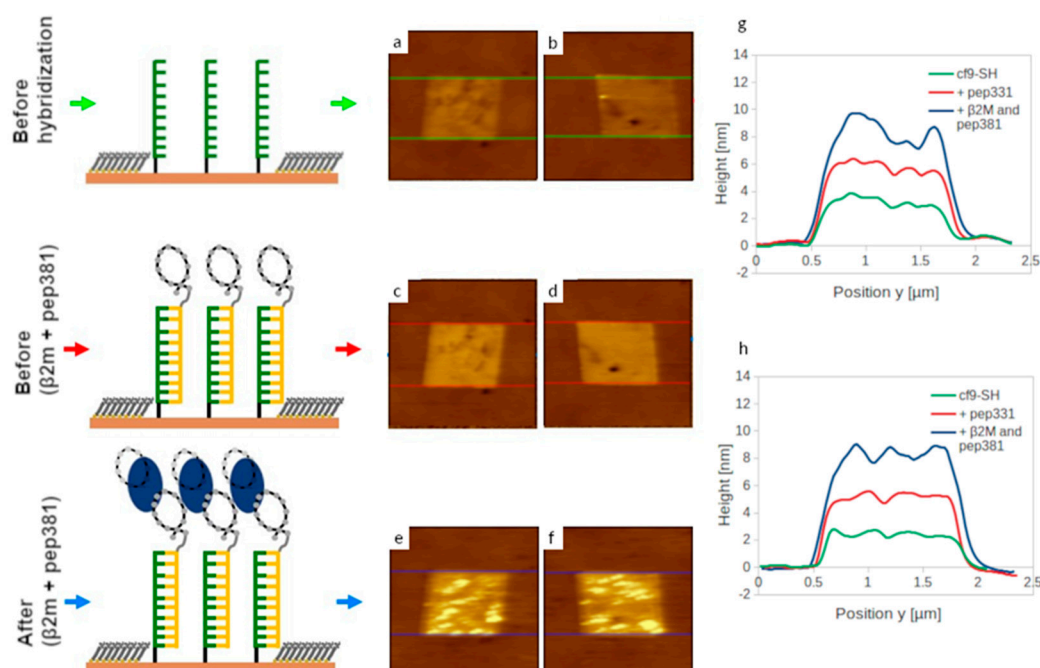 Before
hybridization
a
b
Before
(β2m + pep381)
c
d
After
(β2m + pep381)
e
f
g
14
12
10
8
6
4
2
0
-2
Height [nm]
0
0.5
1
1.5
2
2.5
Position y [µm]
cf9-SH
+ pep331
+ β2M and
pep381
h
14
12
10
8
6
4
2
0
-2
Height [nm]
0
0.5
1
1.5
2
2.5
Position y [µm]
cf9-SH
+ pep331
+ β2M and
pep381